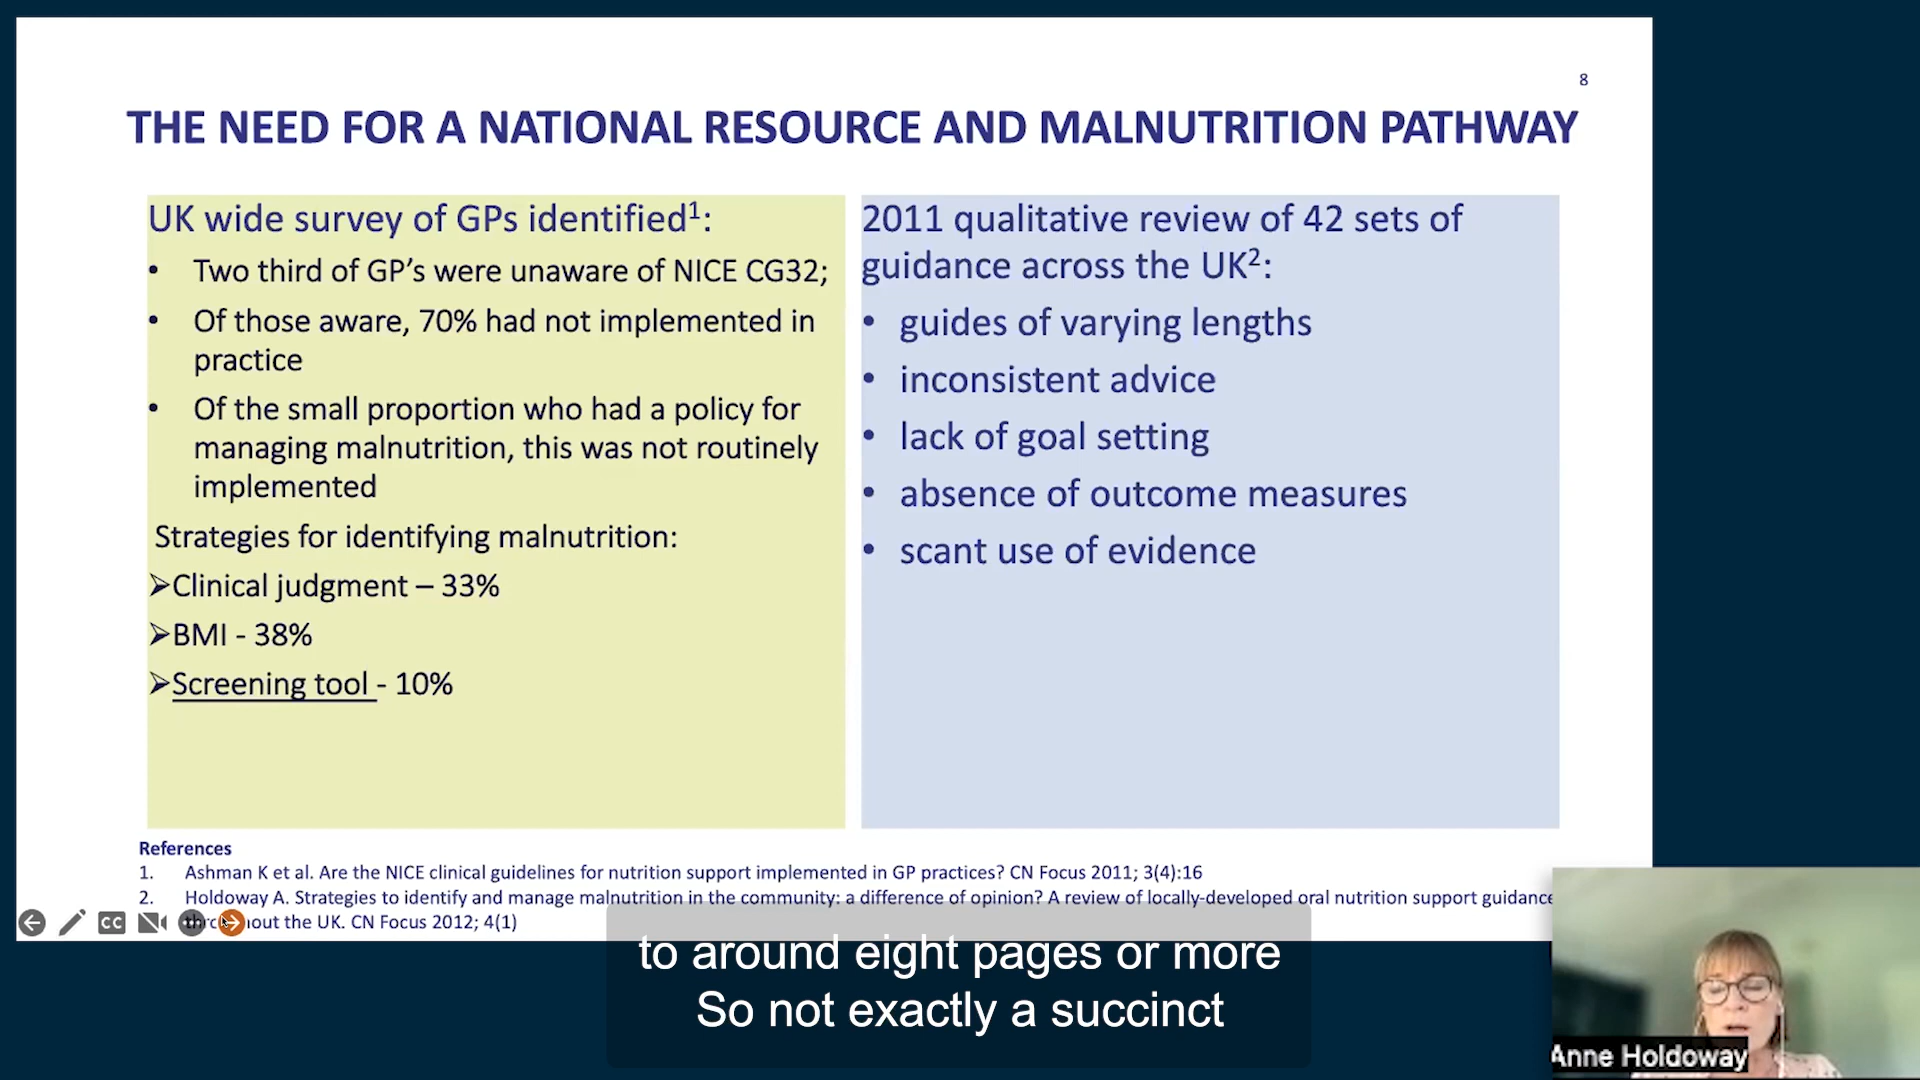 8
THE NEED FOR A NATIONAL RESOURCE AND MALNUTRITION PATHWAY
UK wide survey of GPs identified1:
• Two third of GP’s were unaware of NICE CG32;
• Of those aware, 70% had not implemented in
practice
• Of the small proportion who had a policy for
managing malnutrition, this was not routinely
implemented
Strategies for identifying malnutrition:
➢Clinical judgment – 33%
➢BMI - 38%
➢Screening tool - 10%
2011 qualitative review of 42 sets of
guidance across the UK2:
• guides of varying lengths
• inconsistent advice
• lack of goal setting
• absence of outcome measures
• scant use of evidence
References
1. Ashman K et al. Are the NICE clinical guidelines for nutrition support implemented in GP practices? CN Focus 2011; 3(4):16
2. Holdoway A. Strategies to identify and manage malnutrition in the community: a difference of opinion? A review of locally-developed oral nutrition support guidance
out the UK. CN Focus 2012; 4(1)
CC
to around eight pages or more
So not exactly a succinct
Anne Holdoway